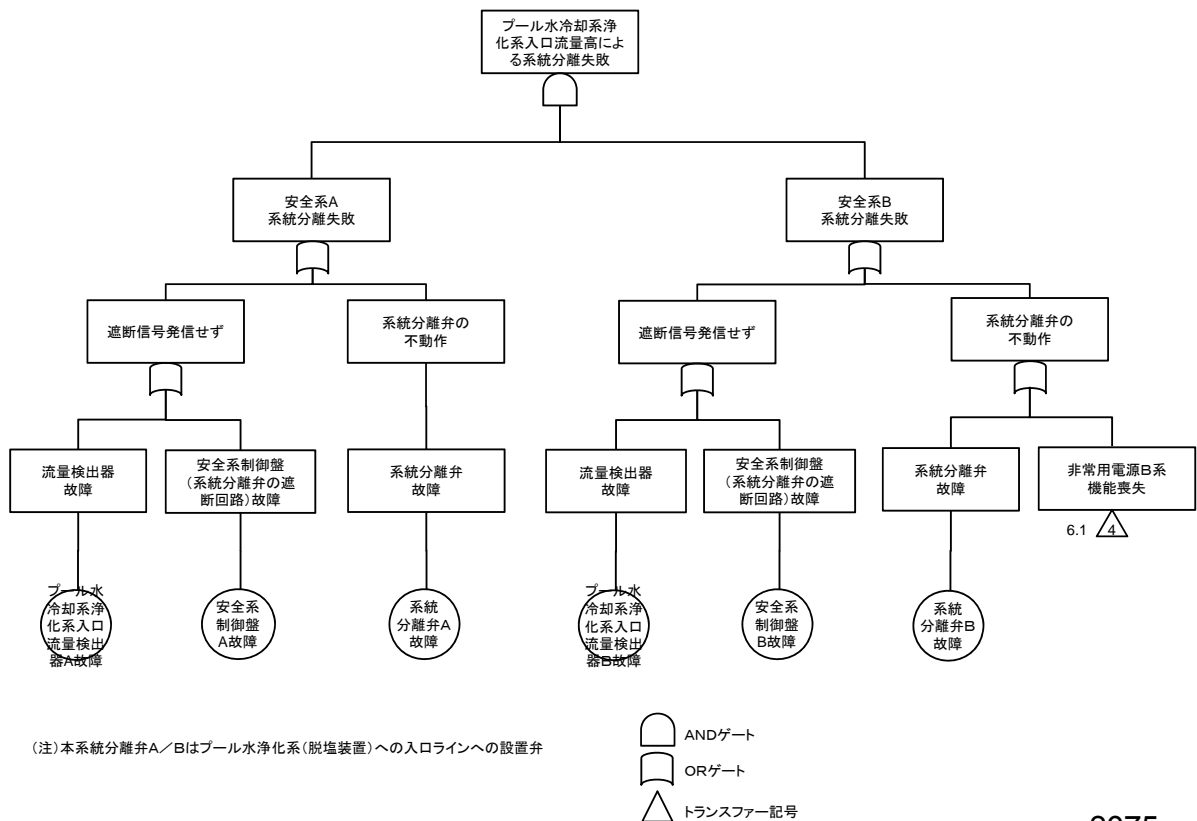 プール水冷却系浄
化系入口流量高によ
る系統分離失敗
安全系A
系統分離失敗
安全系B
系統分離失敗
遮断信号発信せず
系統分離弁の
不動作
遮断信号発信せず
系統分離弁の
不動作
流量検出器
故障
安全系制御盤
(系統分離弁の遮
断回路)故障
系統分離弁
故障
流量検出器
故障
安全系制御盤
(系統分離弁の遮
断回路)故障
系統分離弁
故障
非常用電源B系
機能喪失
6.1
4
プール水
冷却系浄
化系入口
流量検出
器A故障
安全系
制御盤
A故障
系統
分離弁A
故障
プール水
冷却系浄
化系入口
流量検出
器B故障
安全系
制御盤
B故障
系統
分離弁B
故障
(注)本系統分離弁A/Bはプール水浄化系(脱塩装置)への入口ラインへの設置弁
ANDゲート
ORゲート
トランスファー記号